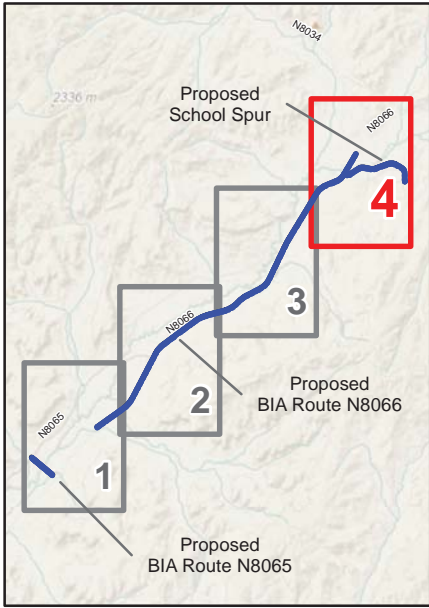 N8034
2336 m
Proposed
School Spur
N8066
4
3
N8066
2
Proposed
BIA Route N8066
N8065
1
Proposed
BIA Route N8065